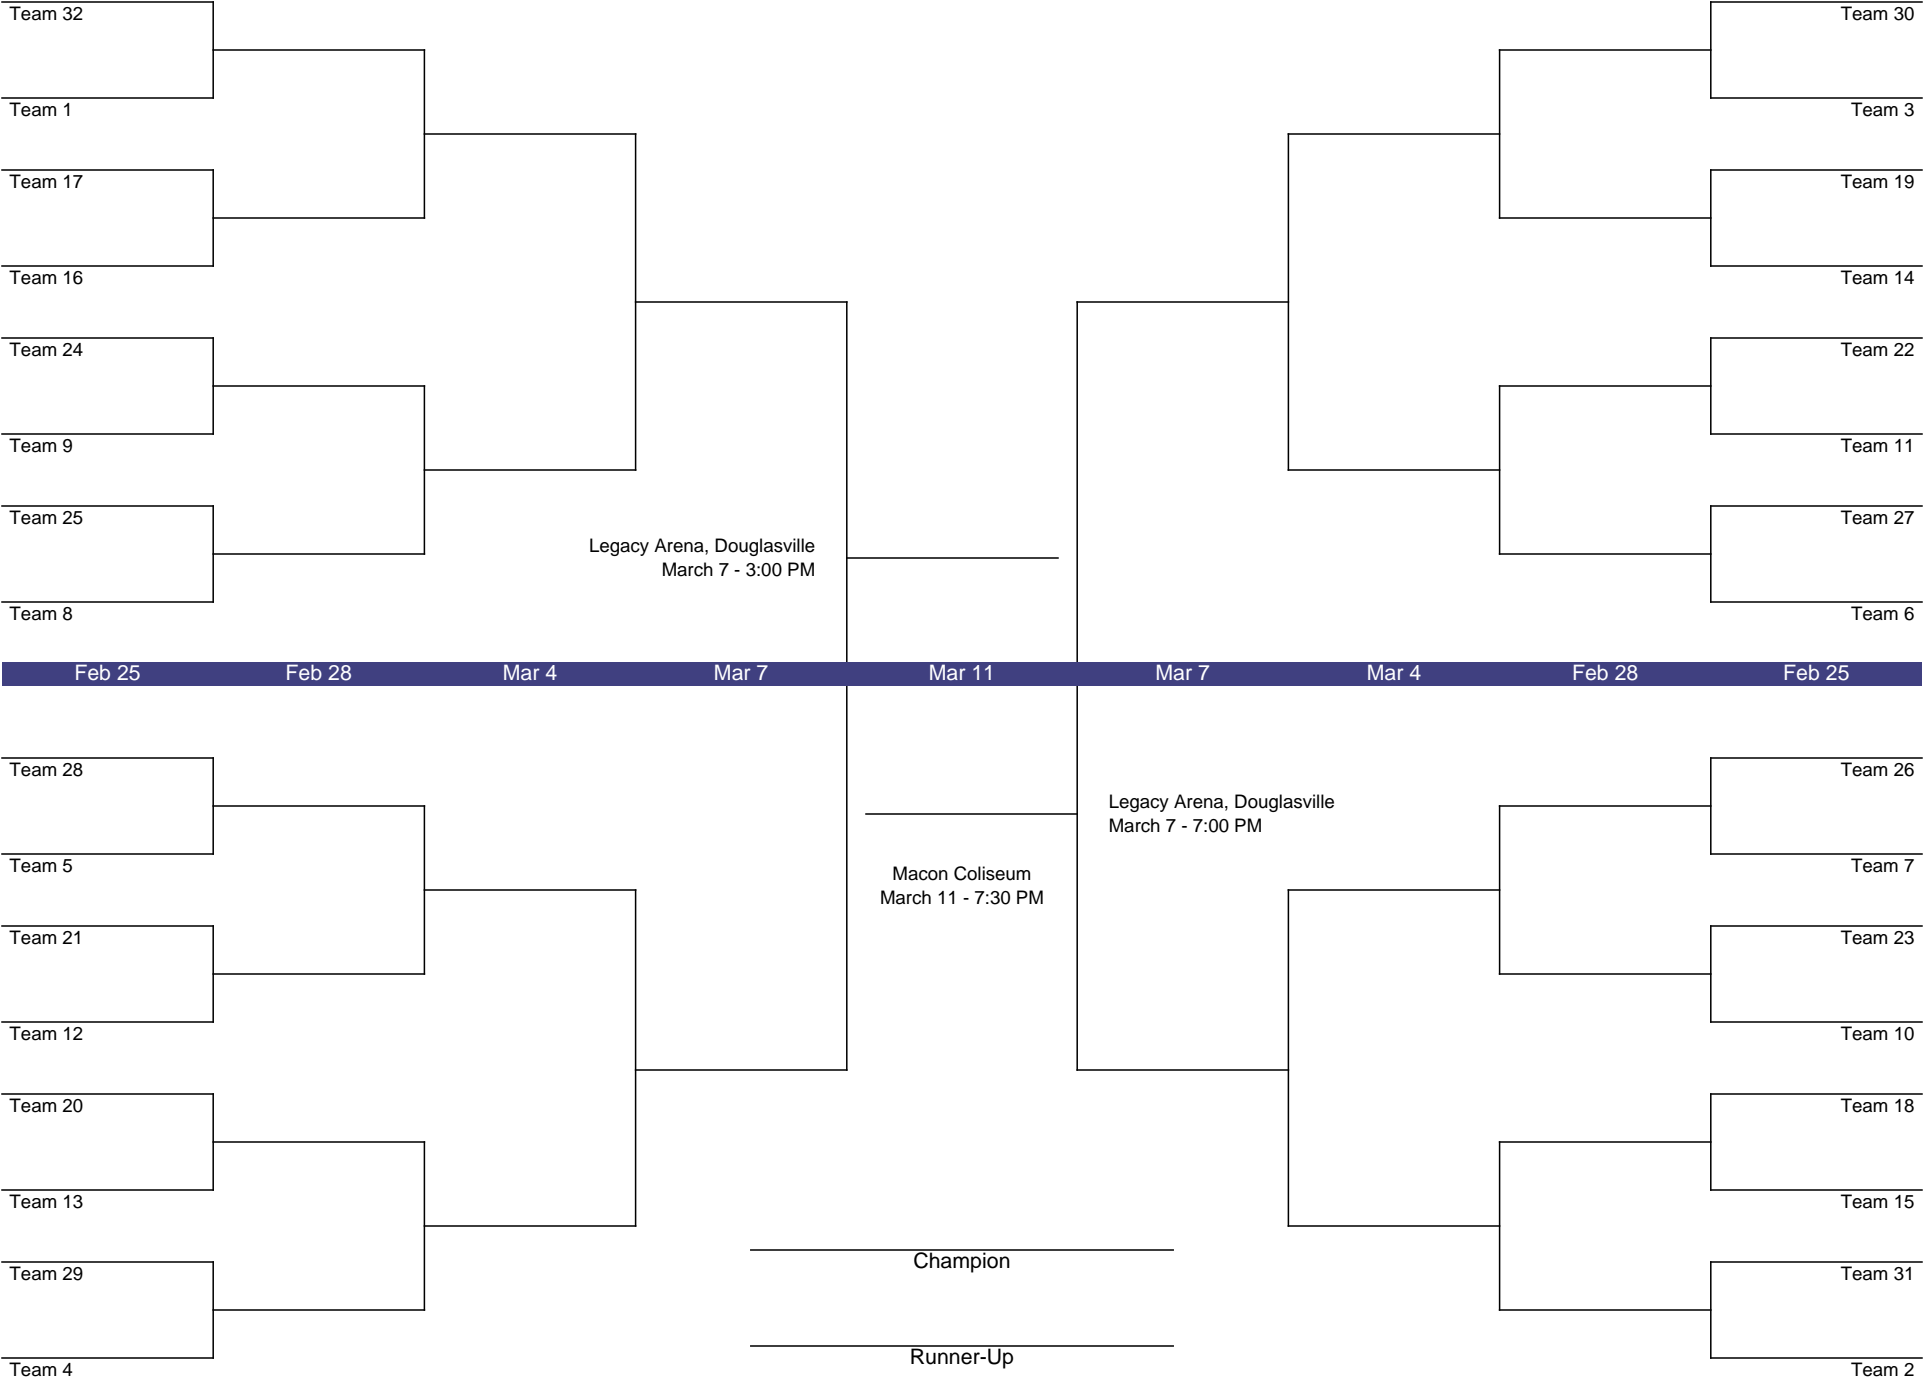 Team 32
Team 30
Team 1
Team 3
Team 17
Team 19
Team 16
Team 14
Team 24
Team 22
Team 9
Team 11
Team 25
Team 27
Legacy Arena, Douglasville
March 7 - 3:00 PM
Team 8
Team 6
Feb 25 Feb 28 Mar 4 Mar 7 Mar 11 Mar 7 Mar 4 Feb 28 Feb 25
Team 28
Team 26
Legacy Arena, Douglasville
March 7 - 7:00 PM
Team 5
Team 7
Macon Coliseum
March 11 - 7:30 PM
Team 21
Team 23
Team 12
Team 10
Team 20
Team 18
Team 13
Team 15
Champion
Team 29
Team 31
Runner-Up
Team 4
Team 2